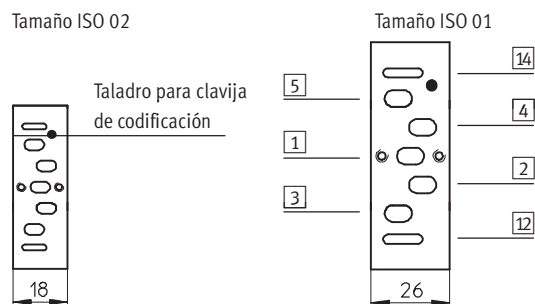 Tamaño ISO 02
Tamaño ISO 01
Taladro para clavija
de codificación
5
1
3
14
4
2
12
18
26